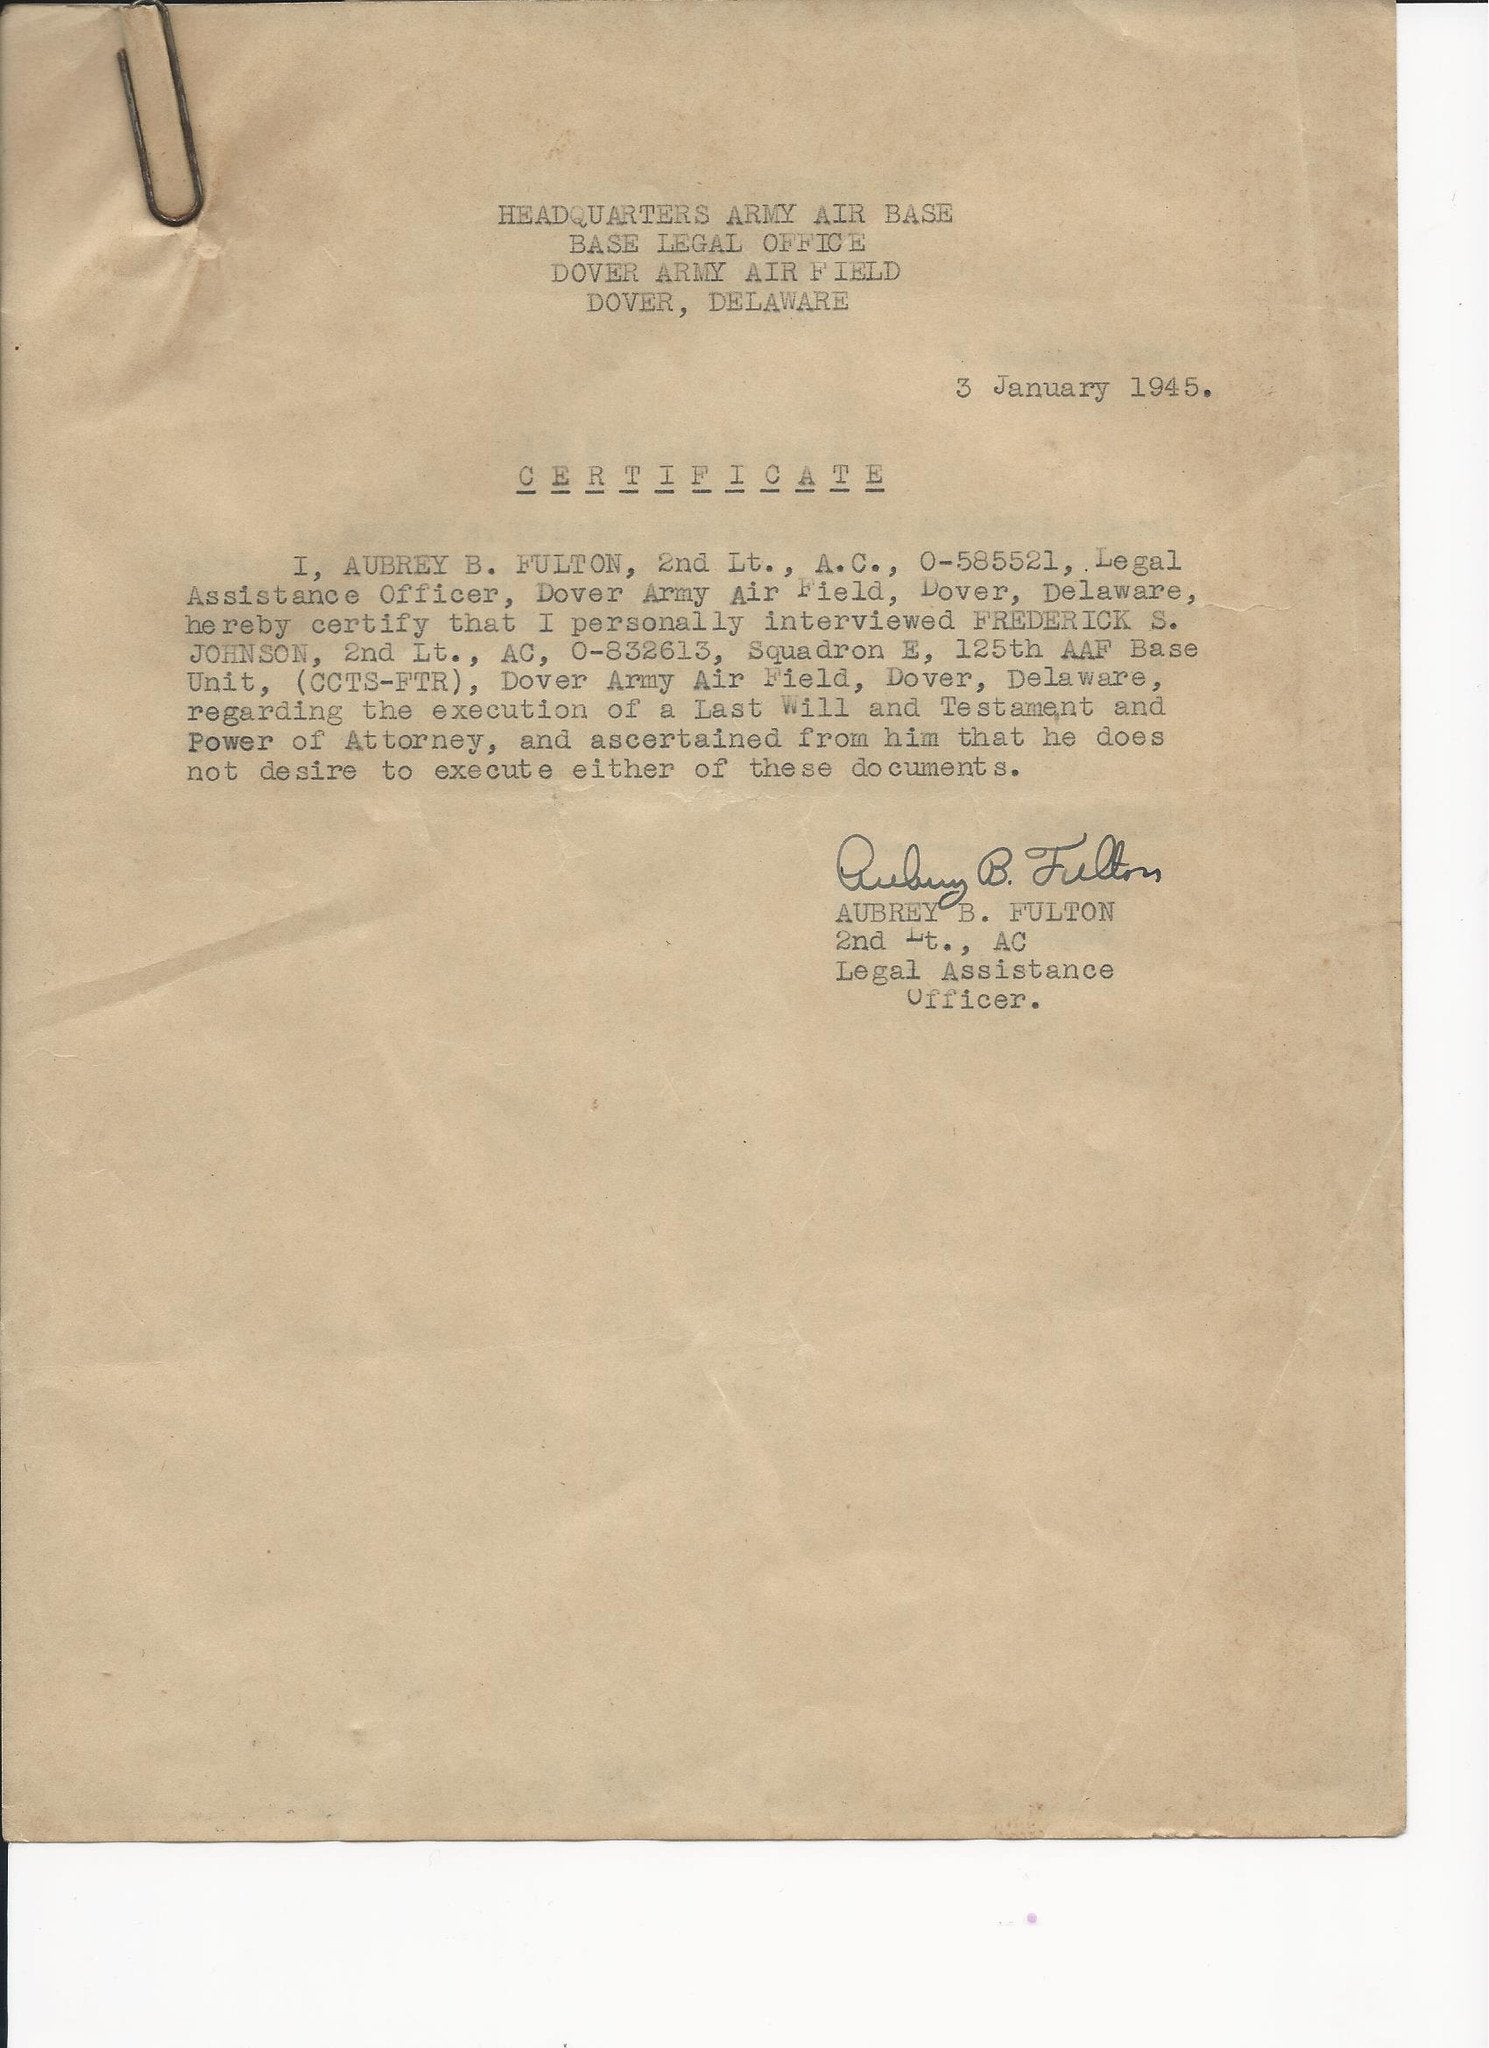 HEADQUARTERS ARMY AIR BASE
BASE LEGAL OFFICE
DOVER ARMY AIR FIELD
DOVER, DELAWARE
3 January 1945.
C E R T I F I C A T E
I, AUBREY B. FULTON, 2nd Lt., A.C., O-585521, Legal
Assistance Officer, Dover Army Air Field, Dover, Delaware,
hereby certify that I personally interviewed FREDERICK S.
JOHNSON, 2nd Lt., AC, O-832613, Squadron E, 125th AAF Base
Unit, (CCTS-FTR), Dover Army Air Field, Dover, Delaware,
regarding the execution of a Last Will and Testament and
Power of Attorney, and ascertained from him that he does
not desire to execute either of these documents.
Aubrey B. Fulton
AUBREY B. FULTON
2nd Lt., AC
Legal Assistance
Officer.